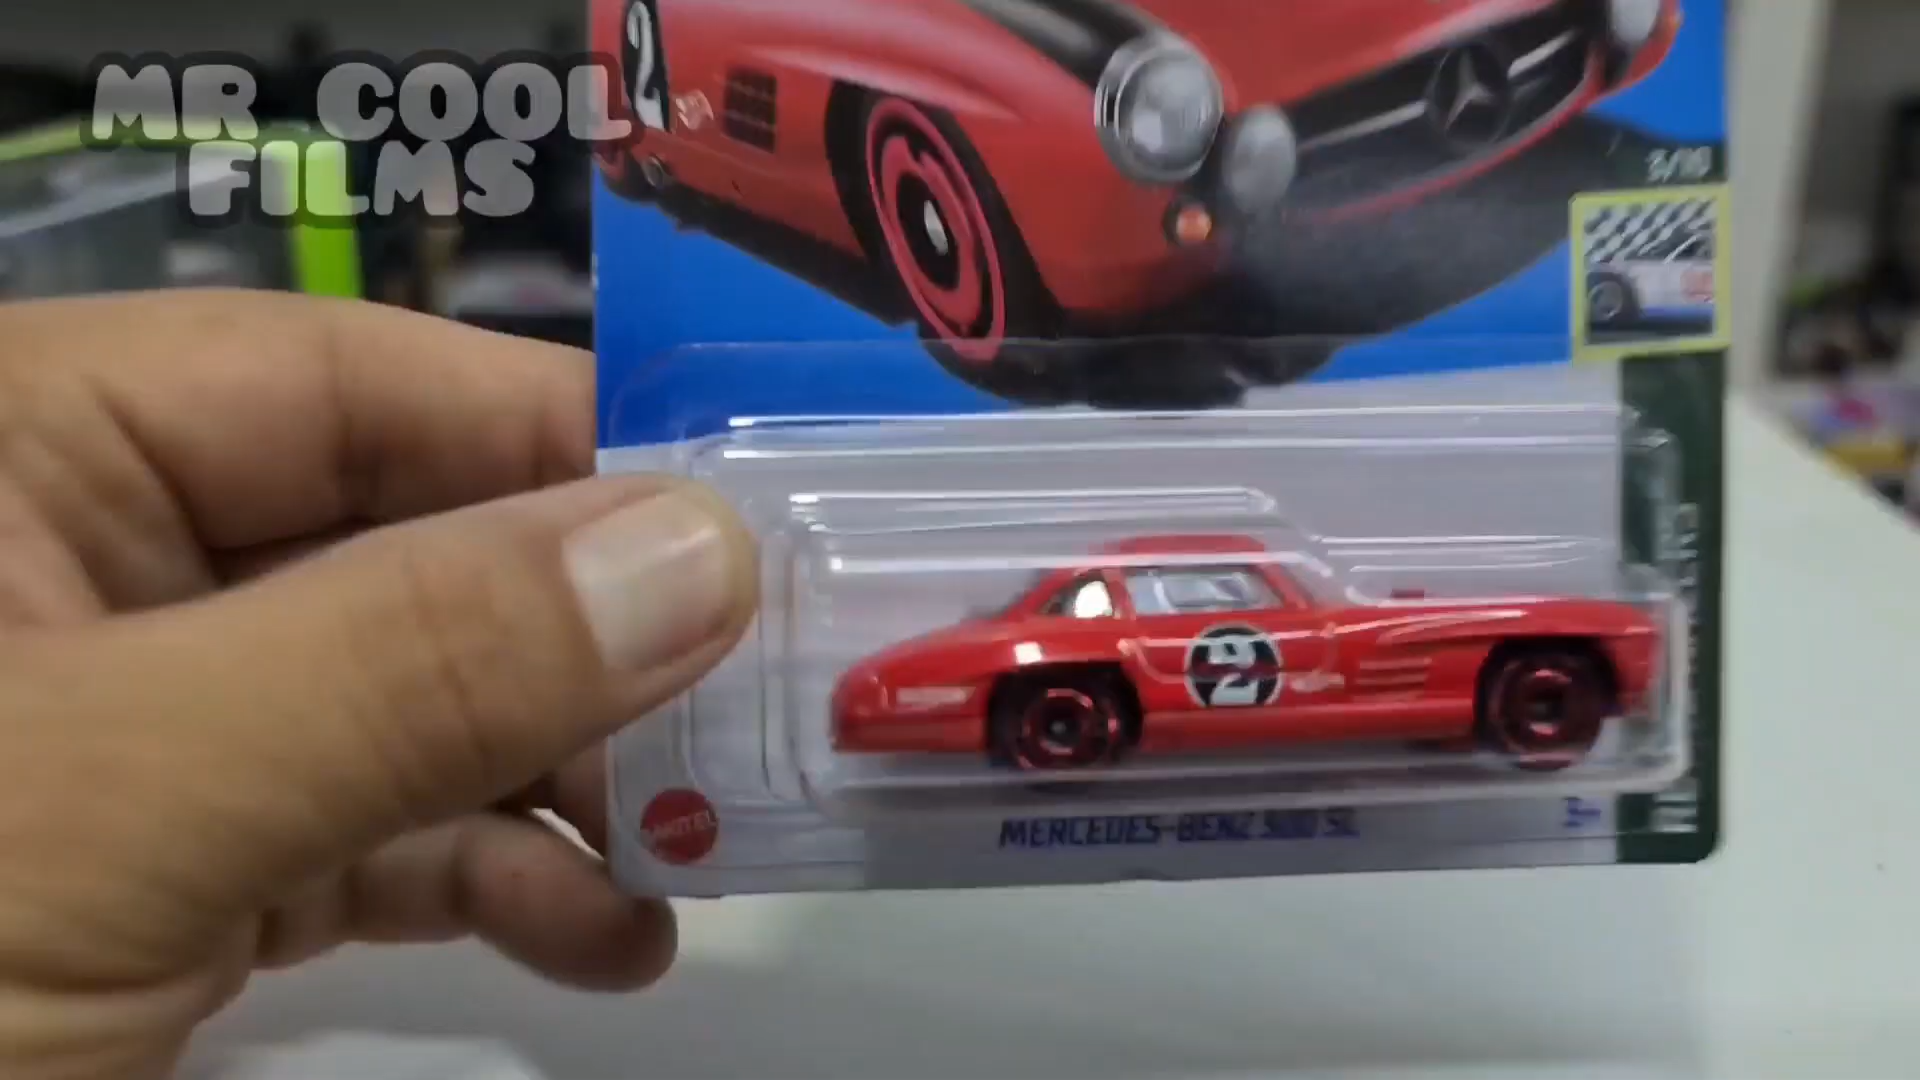 MR COOL
FILMS
2
3/10
2
MATTEL
MERCEDES-BENZ 300 SL